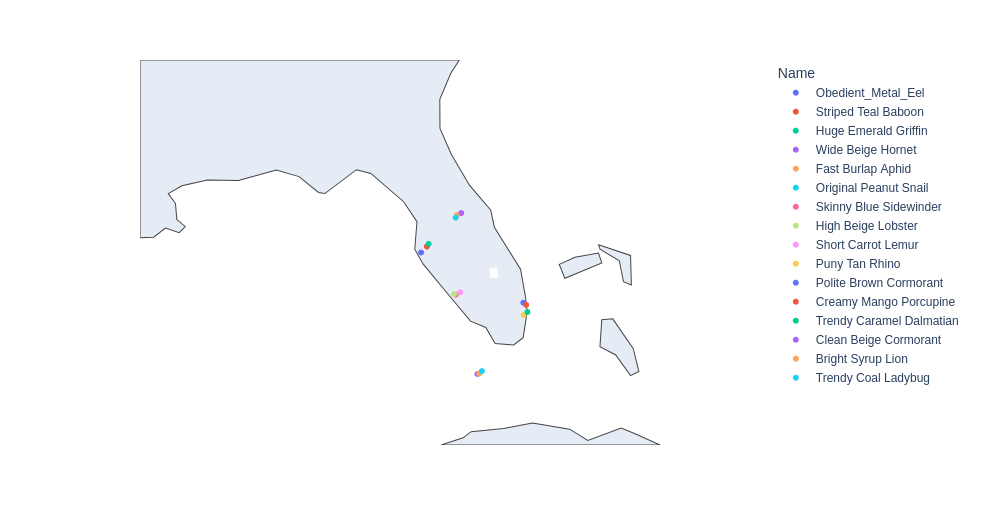 Name
Obedient_Metal_Eel
Striped Teal Baboon
Huge Emerald Griffin
Wide Beige Hornet
Fast Burlap Aphid
Original Peanut Snail
Skinny Blue Sidewinder
High Beige Lobster
Short Carrot Lemur
Puny Tan Rhino
Polite Brown Cormorant
Creamy Mango Porcupine
Trendy Caramel Dalmatian
Clean Beige Cormorant
Bright Syrup Lion
Trendy Coal Ladybug